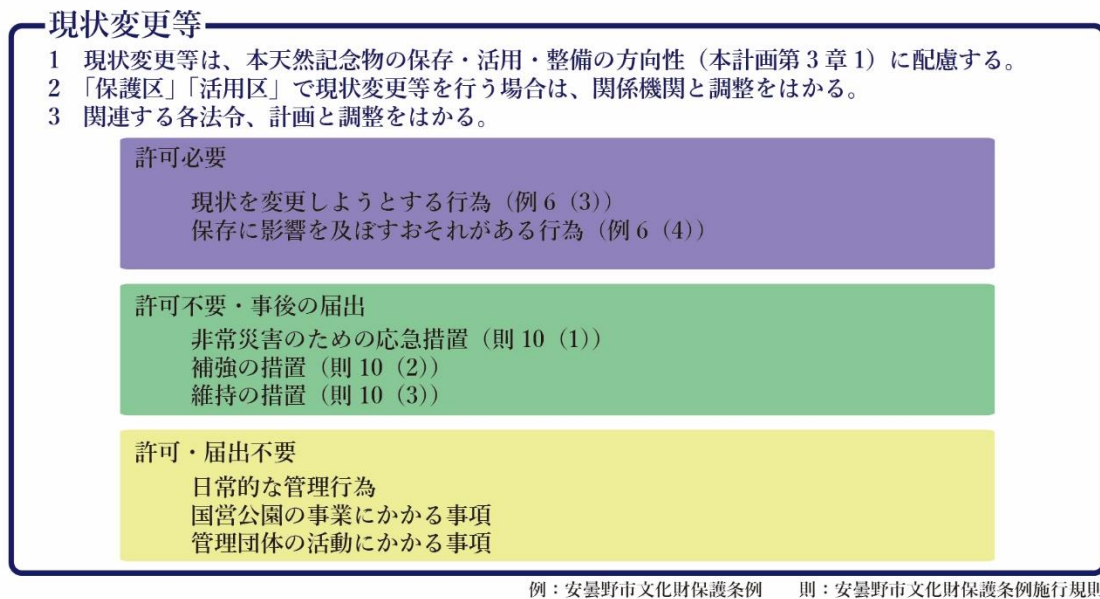 現状変更等
1 現状変更等は、本天然記念物の保存・活用・整備の方向性（本計画第3章1）に配慮する。
2 「保護区」「活用区」で現状変更等を行う場合は、関係機関と調整をはかる。
3 関連する各法令、計画と調整をはかる。
許可必要
現状を変更しようとする行為（例6（3））
保存に影響を及ぼすおそれがある行為（例6（4））
許可不要・事後の届出
非常災害のための応急措置（則10（1））
補強の措置（則10（2））
維持の措置（則10（3））
許可・届出不要
日常的な管理行為
国営公園の事業にかかる事項
管理団体の活動にかかる事項
例：安曇野市文化財保護条例 則：安曇野市文化財保護条例施行規則